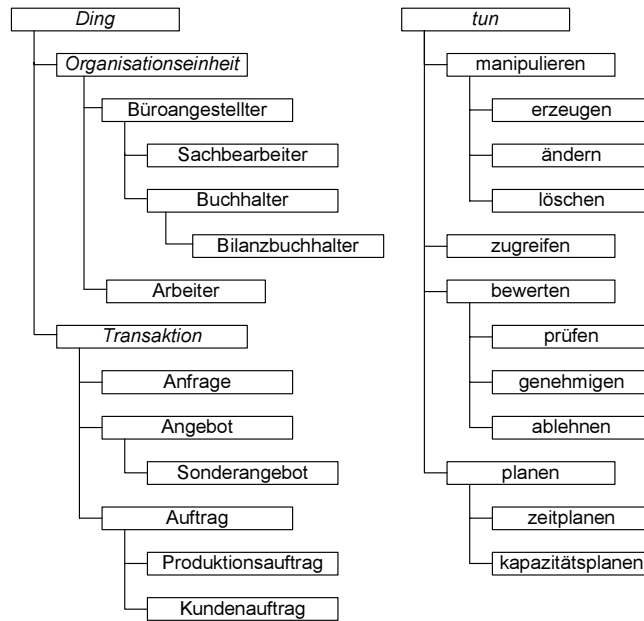 Ding
Organisationseinheit
Büroangestellter
Sachbearbeiter
Buchhalter
Bilanzbuchhalter
Arbeiter
Transaktion
Anfrage
Angebot
Sonderangebot
Auftrag
Produktionsauftrag
Kundenauftrag
tun
manipulieren
erzeugen
ändern
löschen
zugreifen
bewerten
prüfen
genehmigen
ablehnen
planen
zeitplanen
kapazitätsplanen